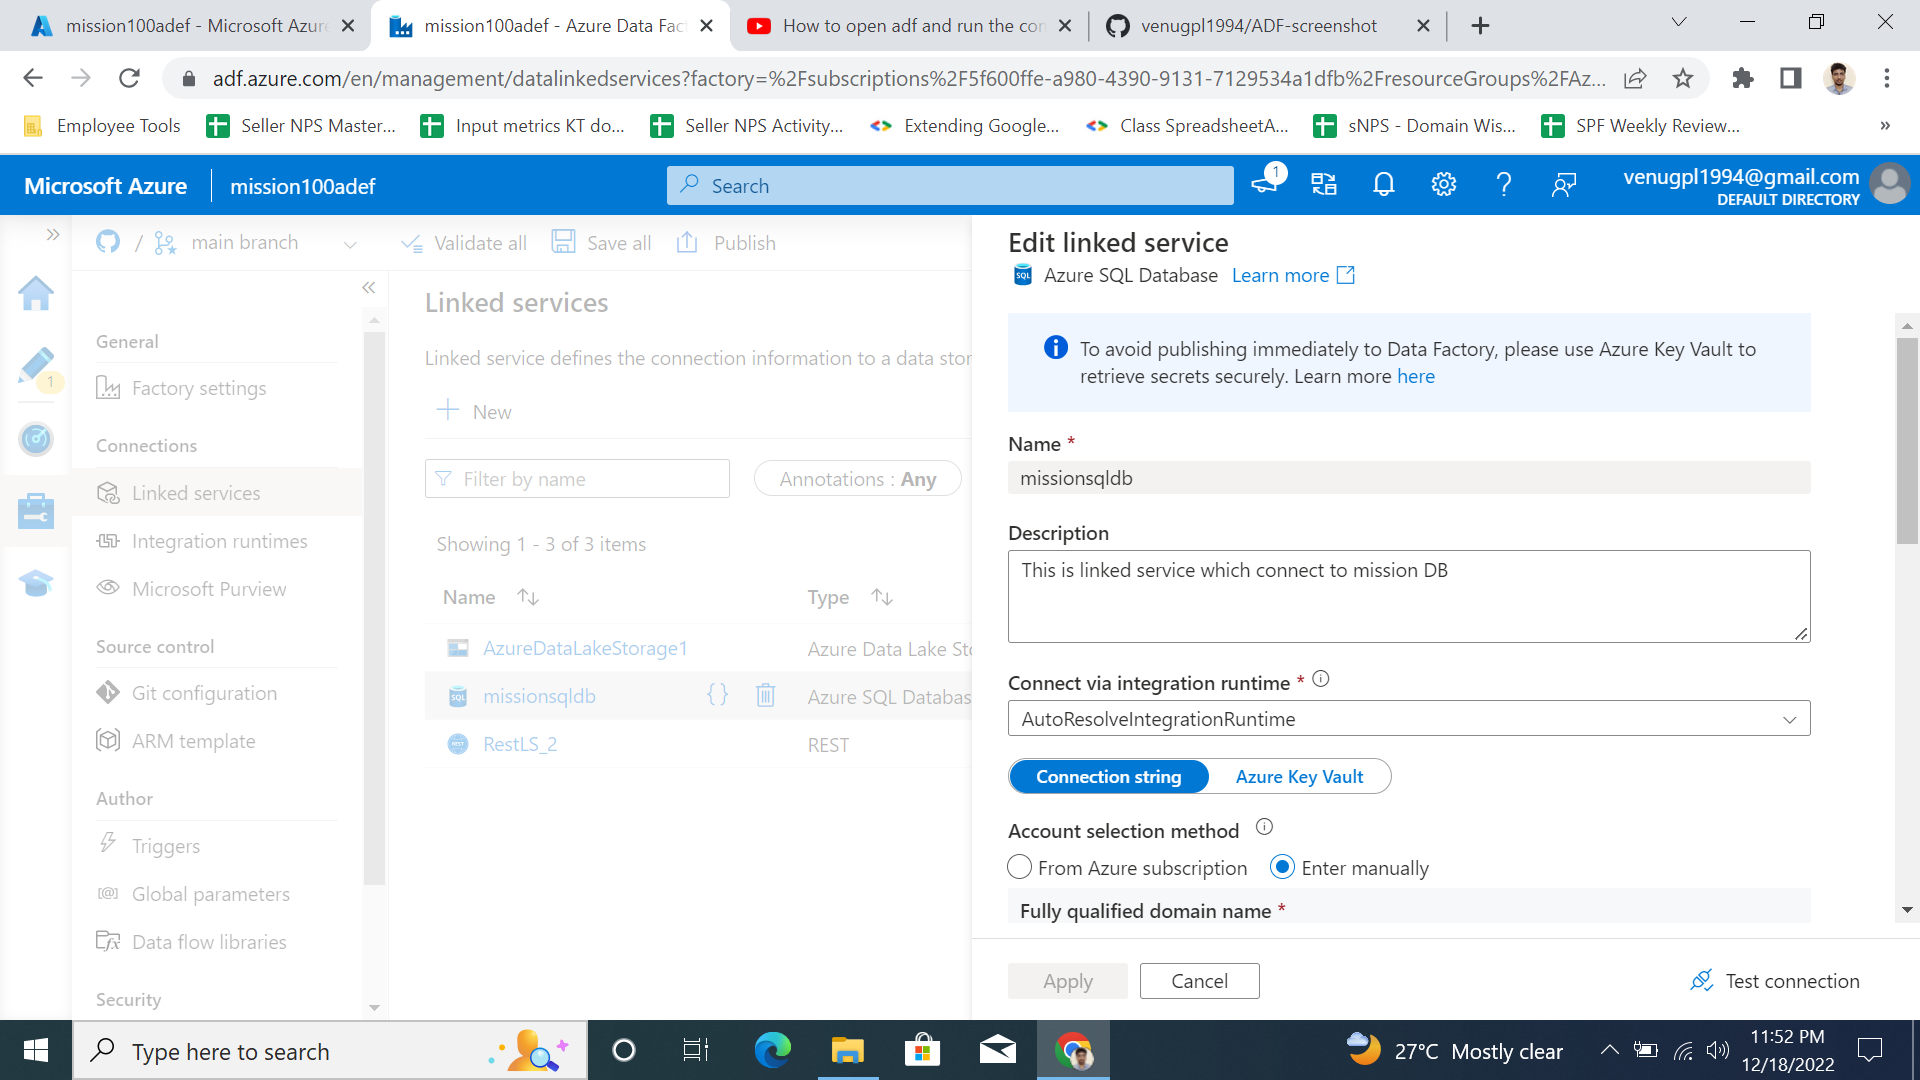 mission100adef - Microsoft Azure
mission100adef - Azure Data Fac
How to open adf and run the con
venugpl1994/ADF-screenshot
adf.azure.com/en/management/datalinkedservices?factory=%2Fsubscriptions%2F5f600ffe-a980-4390-9131-7129534a1dfb%2FresourceGroups%2FAz...
Employee Tools
Seller NPS Master...
Input metrics KT do...
Seller NPS Activity...
Extending Google...
Class SpreadsheetA...
sNPS - Domain Wis...
SPF Weekly Review...
»
Microsoft Azure
mission100adef
Search
1
venugpl1994@gmail.com
DEFAULT DIRECTORY
/ main branch
Validate all
Save all
Publish
1
General
Factory settings
Connections
Linked services
Integration runtimes
Microsoft Purview
Source control
Git configuration
ARM template
Author
Triggers
Global parameters
Data flow libraries
Security
Linked services
Linked service defines the connection information to a data stor
New
Filter by name
Annotations : Any
Showing 1 - 3 of 3 items
Name Type
AzureDataLakeStorage1 Azure Data Lake Sto
missionsqldb {} Azure SQL Databas
RestLS_2 REST
Edit linked service
SQL Azure SQL Database Learn more
To avoid publishing immediately to Data Factory, please use Azure Key Vault to
retrieve secrets securely. Learn more here
Name *
missionsqldb
Description
This is linked service which connect to mission DB
Connect via integration runtime *
AutoResolveIntegrationRuntime
Connection string Azure Key Vault
Account selection method
From Azure subscription Enter manually
Fully qualified domain name *
Apply Cancel Test connection
Type here to search
27°C Mostly clear
11:52 PM
12/18/2022